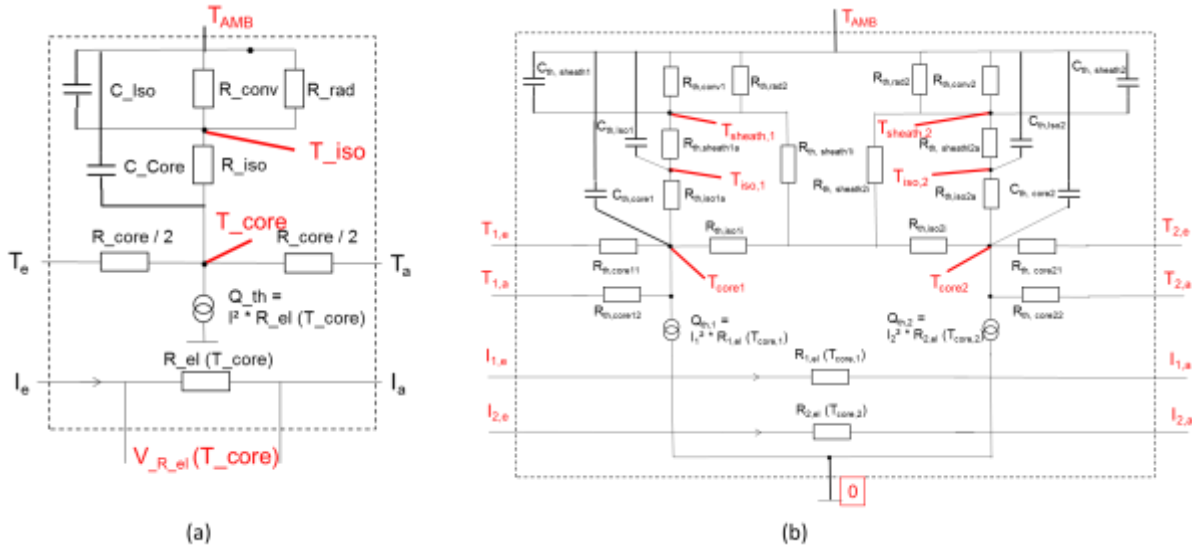 T_AMB
C_Iso
R_conv
R_rad
T_iso
C_Core
R_iso
T_core
R_core / 2
R_core / 2
T_e
T_a
Q_th =
I² * R_el (T_core)
R_el (T_core)
I_e
I_a
V_R_el (T_core)
(a)
T_AMB
C_th, sheath1
R_th,conv1
R_th,rad2
R_th,rad2
R_th,conv2
C_th, sheath2
T_sheath,1
T_sheath,2
C_th,iso1
R_th,sheath1a
R_th, sheath1i
R_th, sheath2i
R_th, sheathl2a
C_th,iso2
T_iso,1
T_iso,2
C_th,core1
R_th,iso1a
R_th,iso2a
C_th, core2
T_1,e
R_th,iso1i
R_th,iso2i
T_2,e
R_th,core11
T_core1
T_core2
R_th, core21
T_1,a
T_2,a
R_th,core12
R_th, core22
Q_th,1 =
I_1² * R_1,el (T_core,1)
Q_th,2 =
I_2² * R_2,el (T_core,2)
I_1,e
R_1,el (T_core,1)
I_1,a
I_2,e
R_2,el (T_core,2)
I_2,a
0
(b)